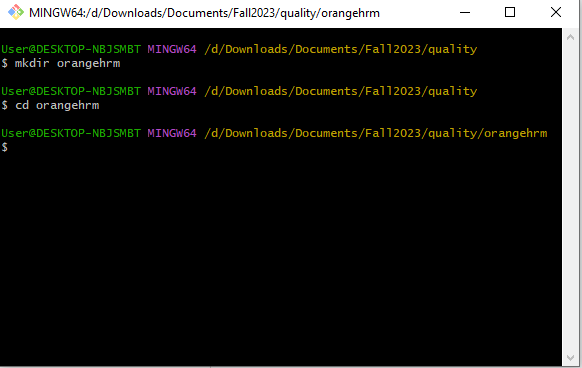 MINGW64:/d/Downloads/Documents/Fall2023/quality/orangehrm
User@DESKTOP-NBJSMBT MINGW64 /d/Downloads/Documents/Fall2023/quality
$ mkdir orangehrm
User@DESKTOP-NBJSMBT MINGW64 /d/Downloads/Documents/Fall2023/quality
$ cd orangehrm
User@DESKTOP-NBJSMBT MINGW64 /d/Downloads/Documents/Fall2023/quality/orangehrm
$